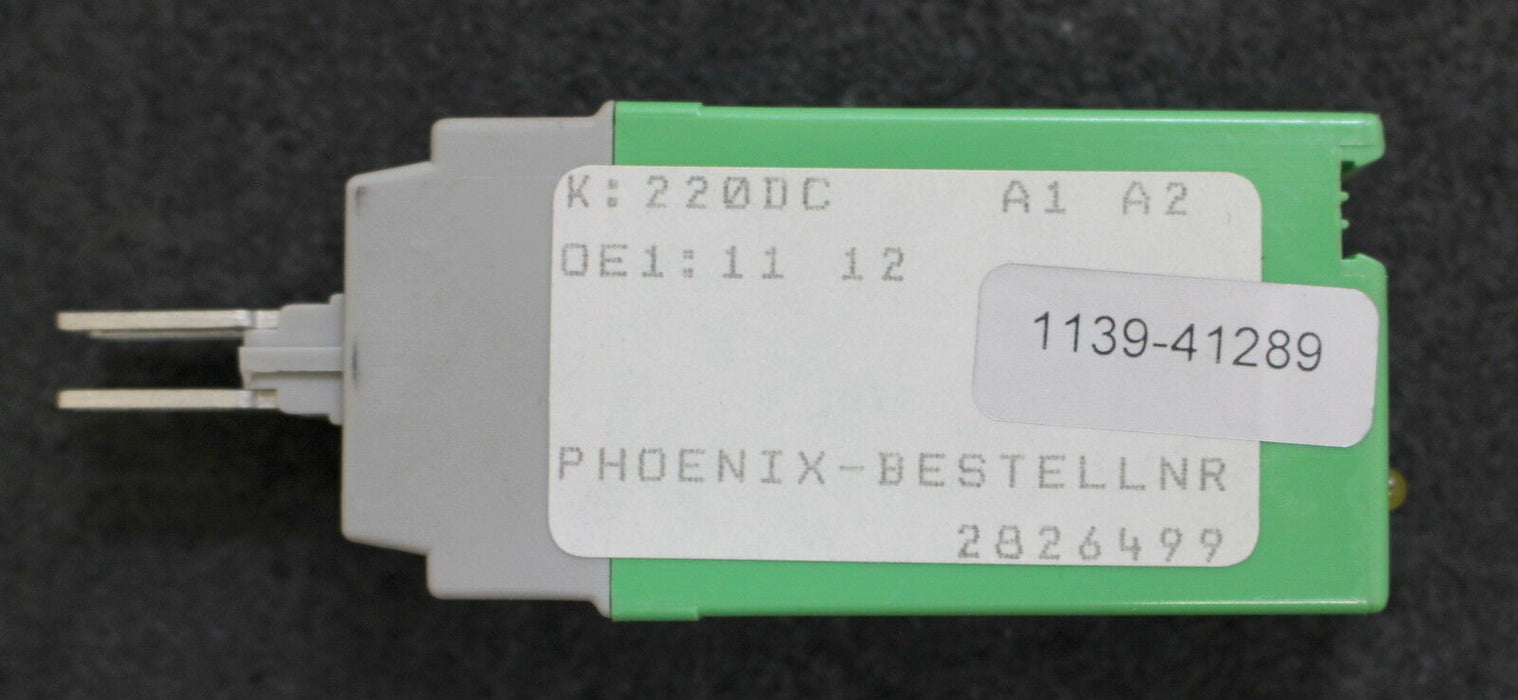 K:220DC A1 A2
OE1:11 12
1139-41289
PHOENIX-BESTELLNR
2826499